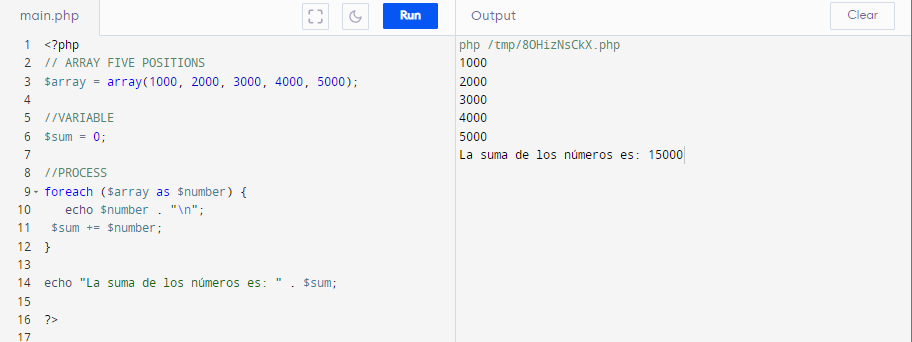 main.php
Run
Output
Clear
1 <?php
2 // ARRAY FIVE POSITIONS
3 $array = array(1000, 2000, 3000, 4000, 5000);
4
5 //VARIABLE
6 $sum = 0;
7
8 //PROCESS
9 foreach ($array as $number) {
10    echo $number . "\n";
11  $sum += $number;
12 }
13
14 echo "La suma de los números es: " . $sum;
15
16 ?>
17
php /tmp/8OHizNsCkX.php
1000
2000
3000
4000
5000
La suma de los números es: 15000